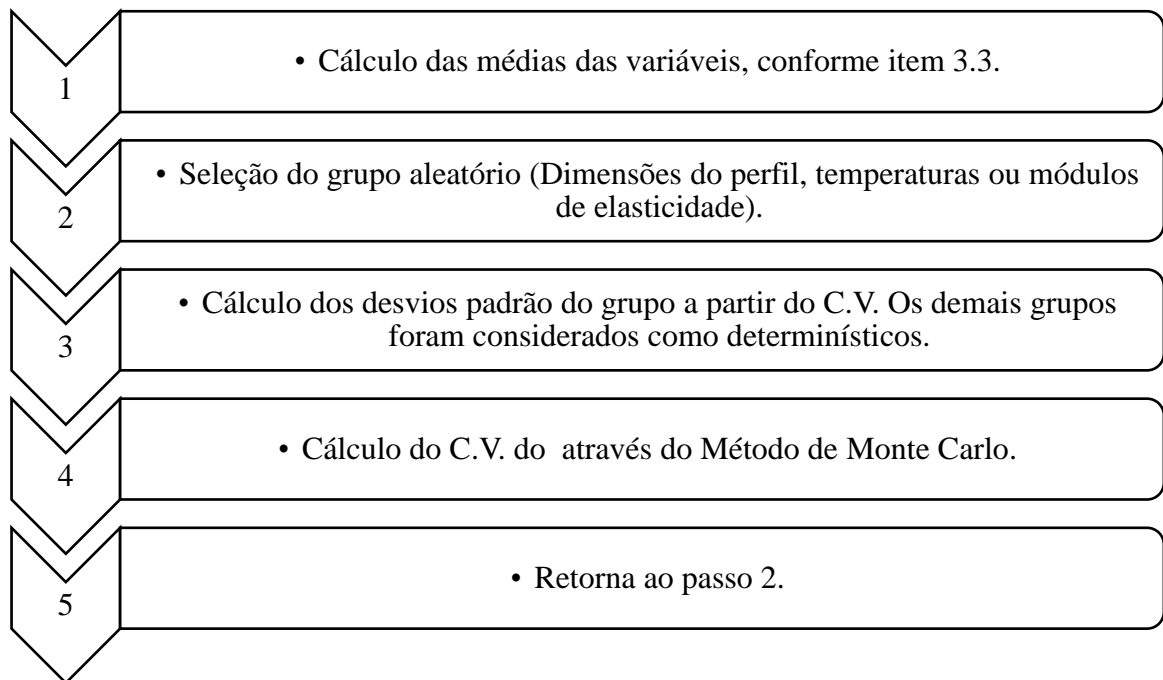 1
• Cálculo das médias das variáveis, conforme item 3.3.
2
• Seleção do grupo aleatório (Dimensões do perfil, temperaturas ou módulos
de elasticidade).
3
• Cálculo dos desvios padrão do grupo a partir do C.V. Os demais grupos
foram considerados como determinísticos.
4
• Cálculo do C.V. do  através do Método de Monte Carlo.
5
• Retorna ao passo 2.